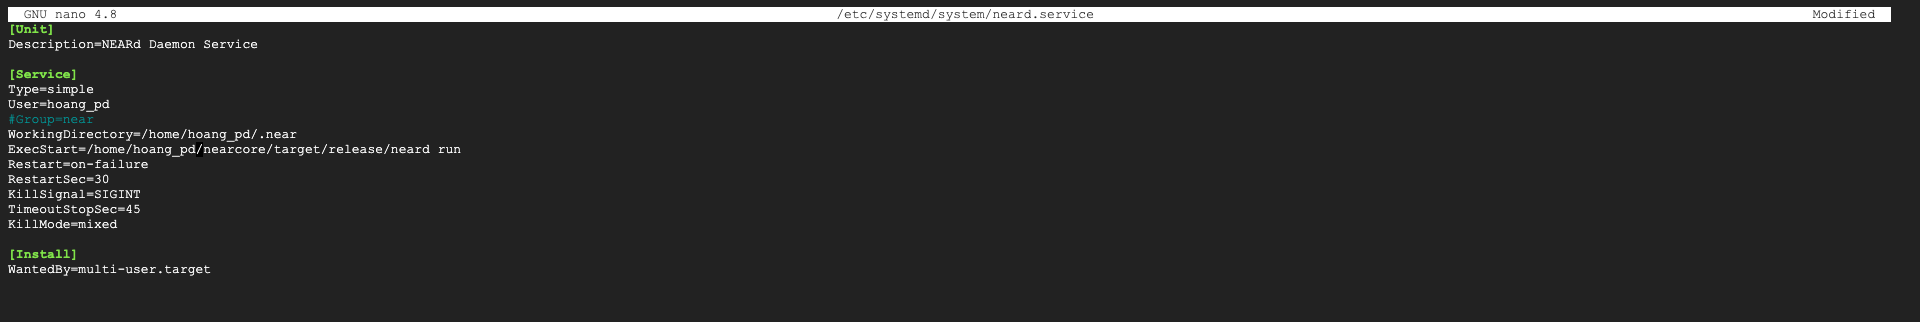 GNU nano 4.8 /etc/systemd/system/neard.service Modified
[Unit]
Description=NEARd Daemon Service
[Service]
Type=simple
User=hoang_pd
#Group=near
WorkingDirectory=/home/hoang_pd/.near
ExecStart=/home/hoang_pd/nearcore/target/release/neard run
Restart=on-failure
RestartSec=30
KillSignal=SIGINT
TimeoutStopSec=45
KillMode=mixed
[Install]
WantedBy=multi-user.target